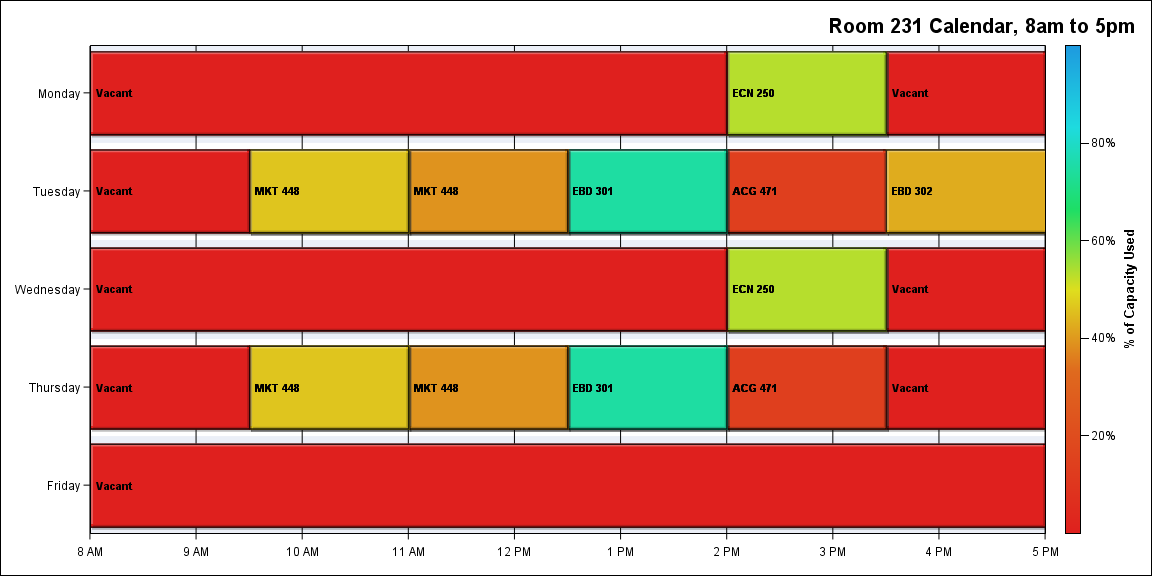 Room 231 Calendar, 8am to 5pm
Monday
Vacant
ECN 250
Vacant
Tuesday
Vacant
MKT 448
MKT 448
EBD 301
ACG 471
EBD 302
Wednesday
Vacant
ECN 250
Vacant
Thursday
Vacant
MKT 448
MKT 448
EBD 301
ACG 471
Vacant
Friday
Vacant
8 AM
9 AM
10 AM
11 AM
12 PM
1 PM
2 PM
3 PM
4 PM
5 PM
80%
60%
40%
20%
% of Capacity Used